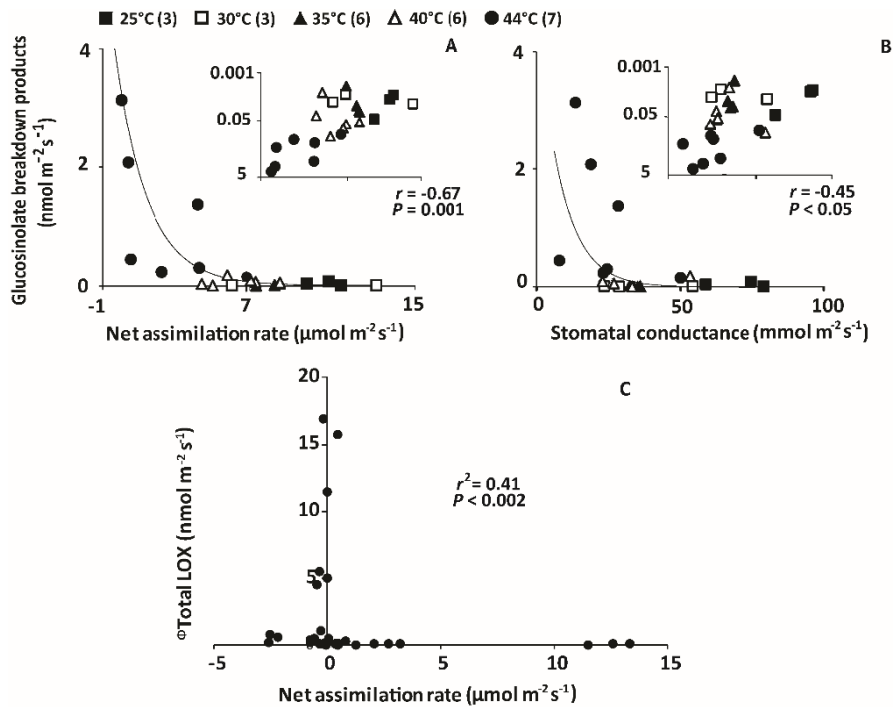 25°C (3) 30°C (3) 35°C (6) 40°C (6) 44°C (7)
A
Glucosinolate breakdown products
(nmol m-2 s-1)
4
2
0
-1
7
15
Net assimilation rate (μmol m-2 s-1)
0.001
0.05
5
r = -0.67
P = 0.001
B
4
2
0
0
50
100
Stomatal conductance (mmol m-2 s-1)
0.001
0.05
5
r = -0.45
P < 0.05
C
ΦTotal LOX (nmol m-2 s-1)
20
15
10
5
0
-5
0
5
10
15
Net assimilation rate (μmol m-2 s-1)
r2 = 0.41
P < 0.002